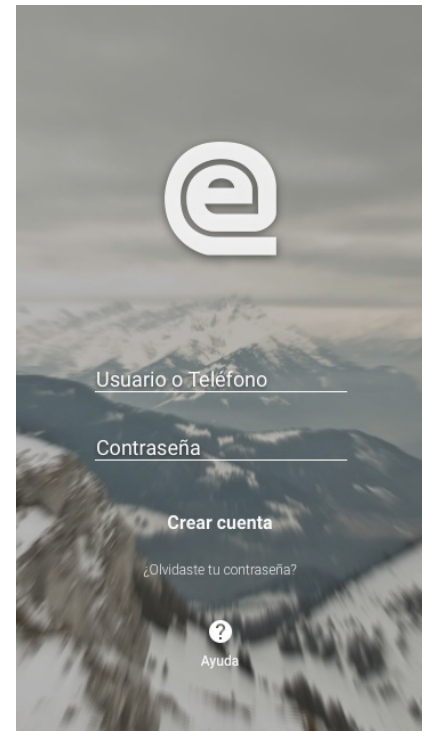 e
Usuario o Teléfono
Contraseña
Crear cuenta
¿Olvidaste tu contraseña?
?
Ayuda